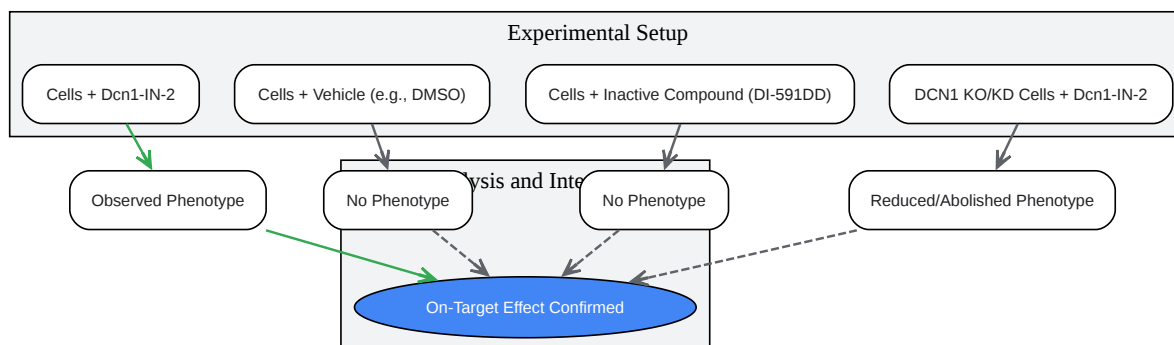 Experimental Setup
Cells + Dcn1-IN-2
Cells + Vehicle (e.g., DMSO)
Cells + Inactive Compound (DI-591DD)
DCN1 KO/KD Cells + Dcn1-IN-2
Observed Phenotype
No Phenotype
No Phenotype
Reduced/Abolished Phenotype
and
On-Target Effect Confirmed